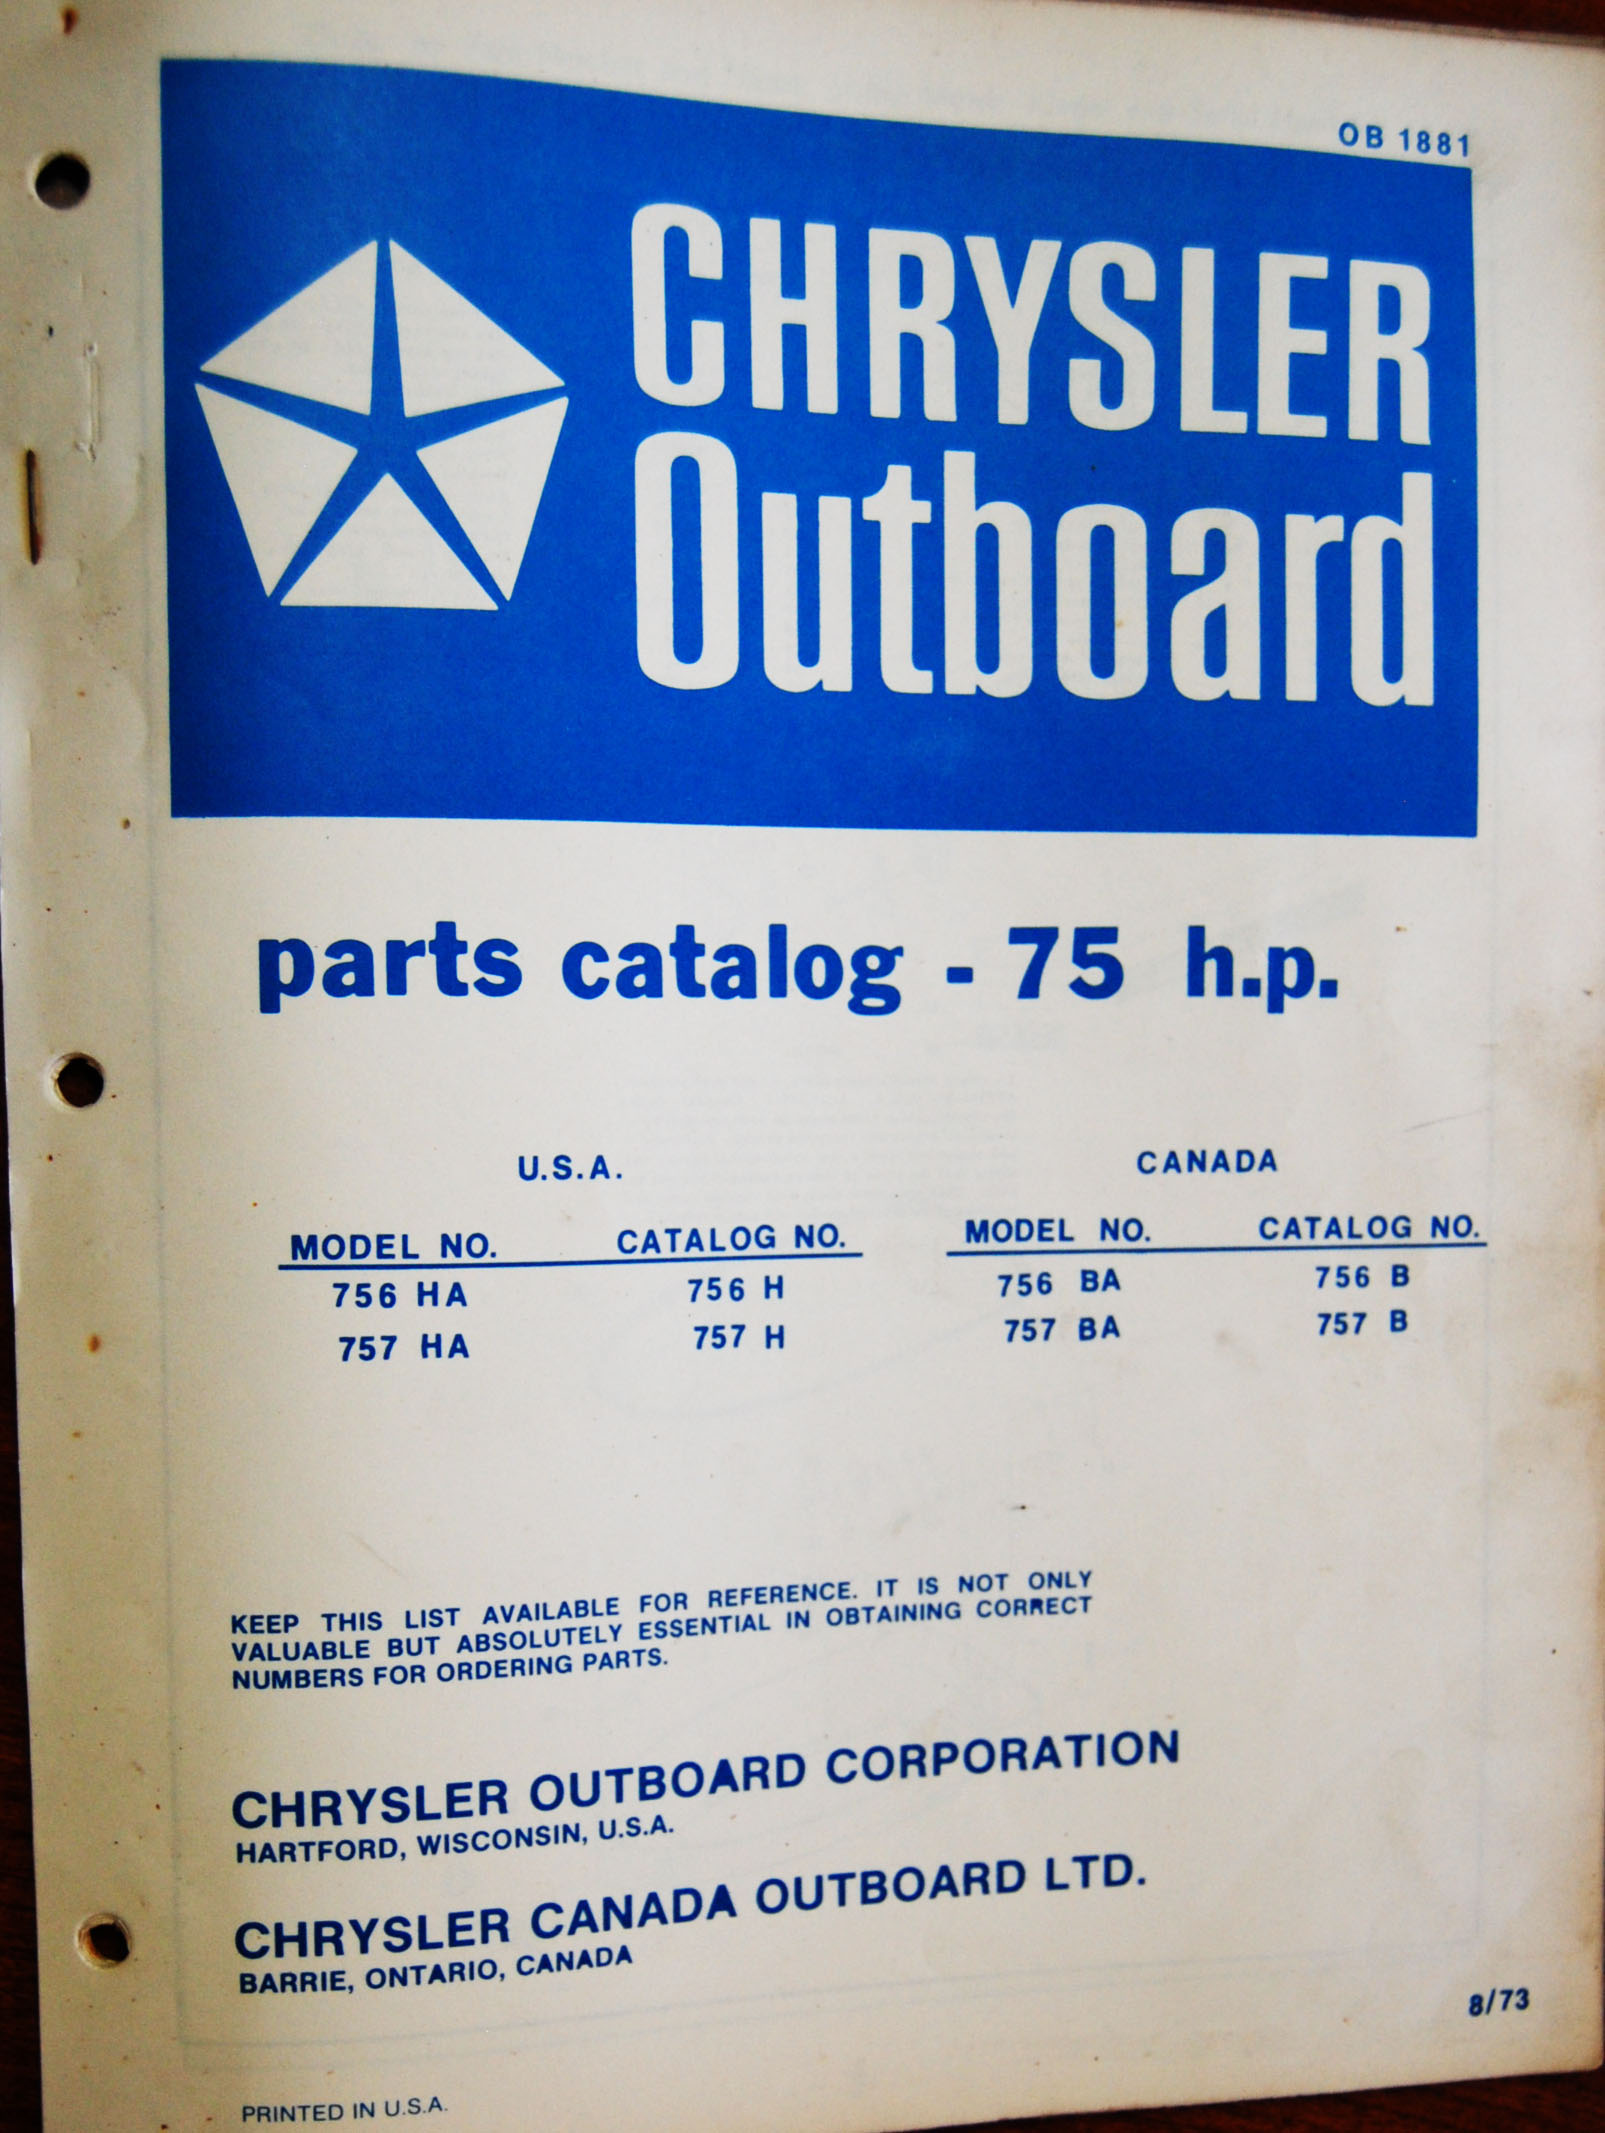 OB 1881
CHRYSLER
Outboard
parts catalog - 75 h.p.
U.S.A. CANADA
MODEL NO. CATALOG NO. MODEL NO. CATALOG NO.
756 HA 756 H 756 BA 756 B
757 HA 757 H 757 BA 757 B
KEEP THIS LIST AVAILABLE FOR REFERENCE. IT IS NOT ONLY
VALUABLE BUT ABSOLUTELY ESSENTIAL IN OBTAINING CORRECT
NUMBERS FOR ORDERING PARTS.
CHRYSLER OUTBOARD CORPORATION
HARTFORD, WISCONSIN, U.S.A.
CHRYSLER CANADA OUTBOARD LTD.
BARRIE, ONTARIO, CANADA
8/73
PRINTED IN U.S.A.